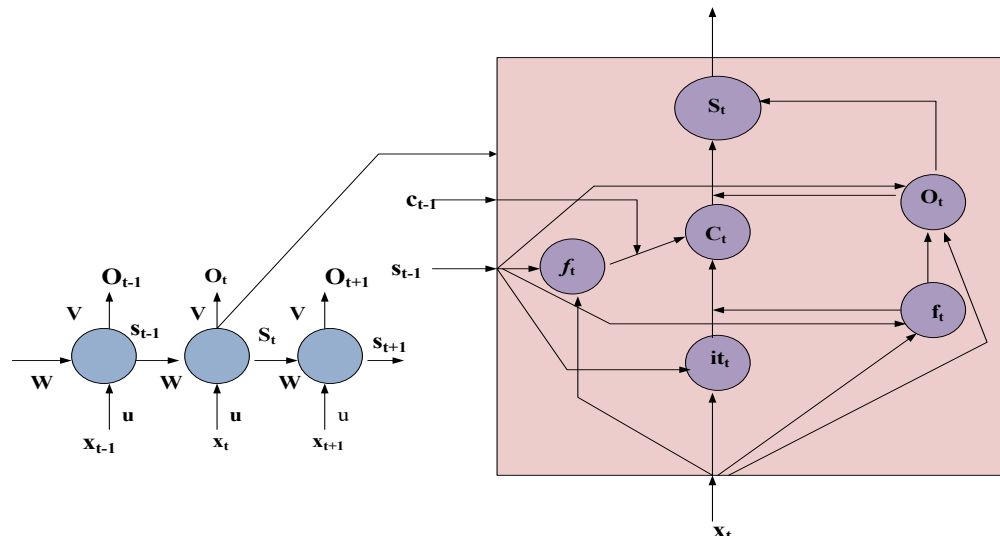 S_t
c_{t-1}
O_t
C_t
s_{t-1}
f_t
O_{t-1}
O_t
O_{t+1}
f_t
V
V
V
s_{t-1}
S_t
s_{t+1}
it_t
W
W
W
u
u
u
x_{t-1}
x_t
x_{t+1}
x_t